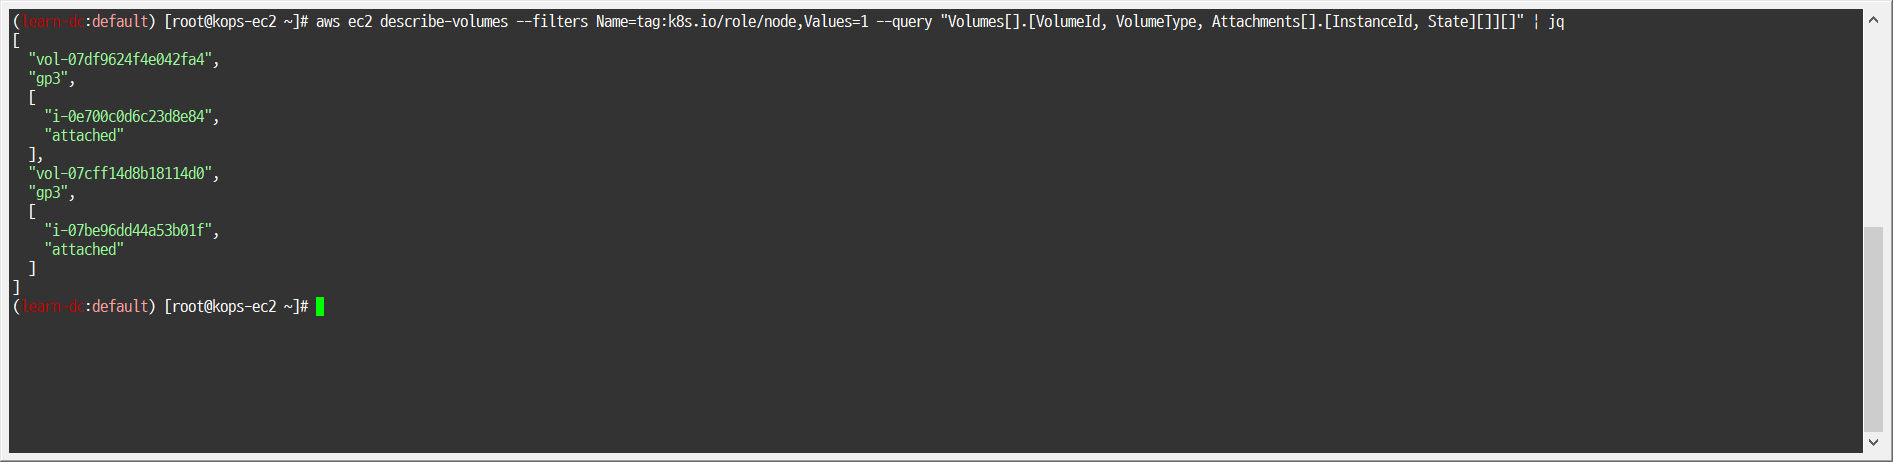 (learn-dc:default) [root@kops-ec2 ~]# aws ec2 describe-volumes --filters Name=tag:k8s.io/role/node,Values=1 --query "Volumes[].[VolumeId, VolumeType, Attachments[].[InstanceId, State][]][]" | jq
[
  "vol-07df9624f4e042fa4",
  "gp3",
  [
    "i-0e700c0d6c23d8e84",
    "attached"
  ],
  "vol-07cff14d8b18114d0",
  "gp3",
  [
    "i-07be96dd44a53b01f",
    "attached"
  ]
]
(learn-dc:default) [root@kops-ec2 ~]#